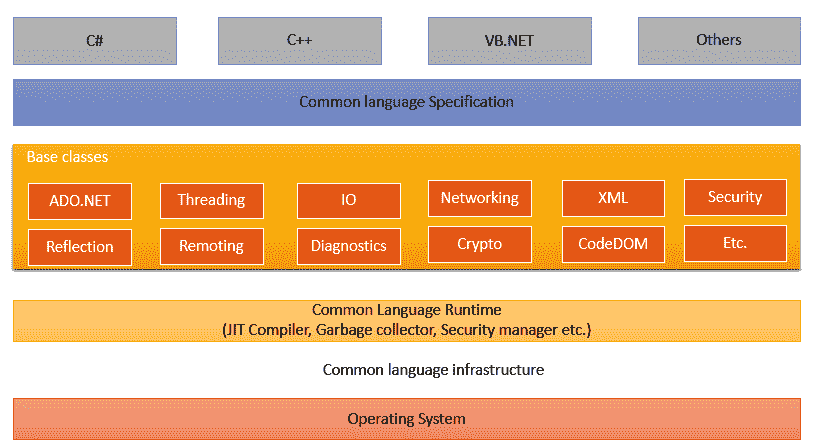 C#
C++
VB.NET
Others
Common language Specification
Base classes
ADO.NET
Threading
IO
Networking
XML
Security
Reflection
Remoting
Diagnostics
Crypto
CodeDOM
Etc.
Common Language Runtime
(JIT Compiler, Garbage collector, Security manager etc.)
Common language infrastructure
Operating System